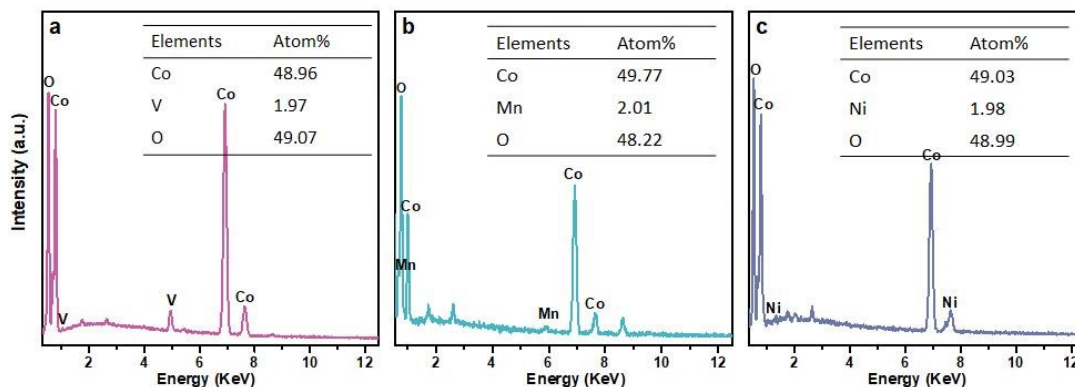 a
Elements Atom%
Co 48.96
V 1.97
O 49.07
O
Co
V
V
Co
Co
2 4 6 8 10 12
Energy (KeV)
Intensity (a.u.)
b
Elements Atom%
Co 49.77
Mn 2.01
O 48.22
O
Co
Mn
Mn
Co
Co
2 4 6 8 10 12
Energy (KeV)
c
Elements Atom%
Co 49.03
Ni 1.98
O 48.99
O
Co
Ni
Co
Ni
2 4 6 8 10 12
Energy (KeV)